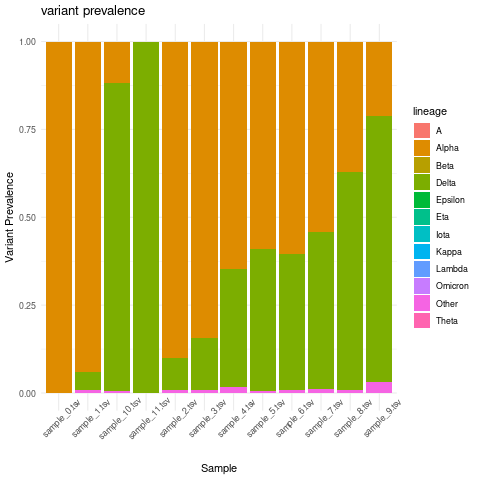 variant prevalence
1.00
0.75
0.50
0.25
0.00
Variant Prevalence
sample_0.tsv
sample_1.tsv
sample_10.tsv
sample_11.tsv
sample_2.tsv
sample_3.tsv
sample_4.tsv
sample_5.tsv
sample_6.tsv
sample_7.tsv
sample_8.tsv
sample_9.tsv
Sample
lineage
A
Alpha
Beta
Delta
Epsilon
Eta
Iota
Kappa
Lambda
Omicron
Other
Theta